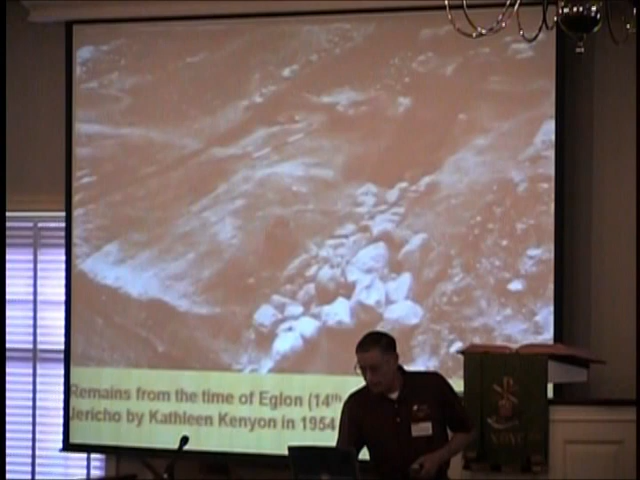 Remains from the time of Eglon (14th
Jericho by Kathleen Kenyon in 1954